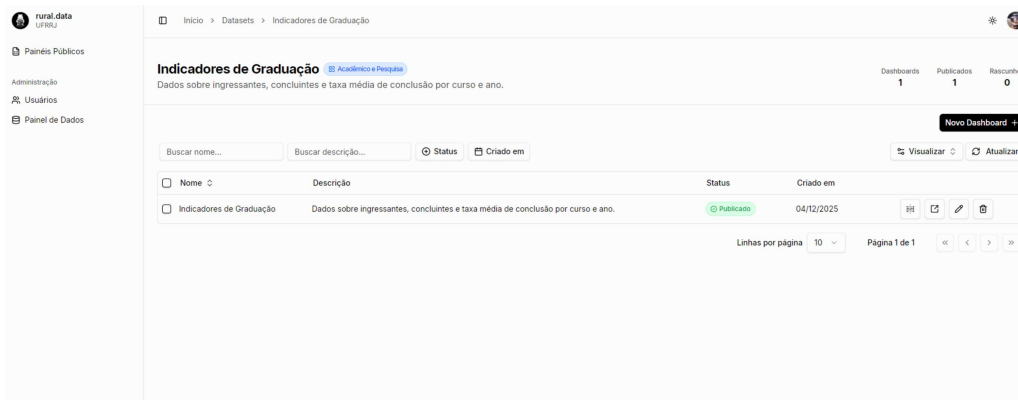 rural.data
UFRRJ
Início > Datasets > Indicadores de Graduação
Painéis Públicos
Administração
Usuários
Painel de Dados
Indicadores de Graduação Acadêmico e Pesquisa
Dados sobre ingressantes, concluintes e taxa média de conclusão por curso e ano.
Dashboards Publicados Rascunho
1 1 0
Novo Dashboard +
Buscar nome... Buscar descrição... Status Criado em Visualizar Atualizar
Nome Descrição Status Criado em
Indicadores de Graduação Dados sobre ingressantes, concluintes e taxa média de conclusão por curso e ano. Publicado 04/12/2025
Linhas por página 10 Página 1 de 1